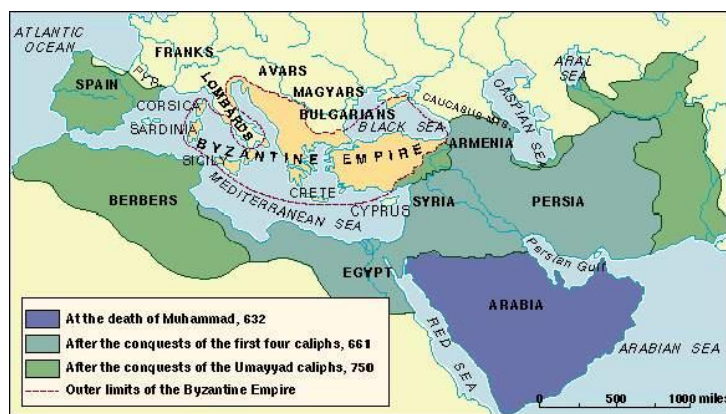 ATLANTIC
OCEAN
FRANKS
ARAL
SEA
SPAIN
PYR.
AVARS
MAGYARS
BULGARIANS
CORSICA
LOMBARDS
SARDINIA
BLACK SEA
CAUCASUS MTS.
CASPIAN SEA
BYZANTINE EMPIRE
ARMENIA
SICILY
BERBERS
MEDITERRANEAN SEA
CRETE
CYPRUS
SYRIA
PERSIA
EGYPT
Persian Gulf
ARABIA
RED SEA
ARABIAN SEA
At the death of Muhammad, 632
After the conquests of the first four caliphs, 661
After the conquests of the Umayyad caliphs, 750
Outer limits of the Byzantine Empire
0 500 1000 mile.